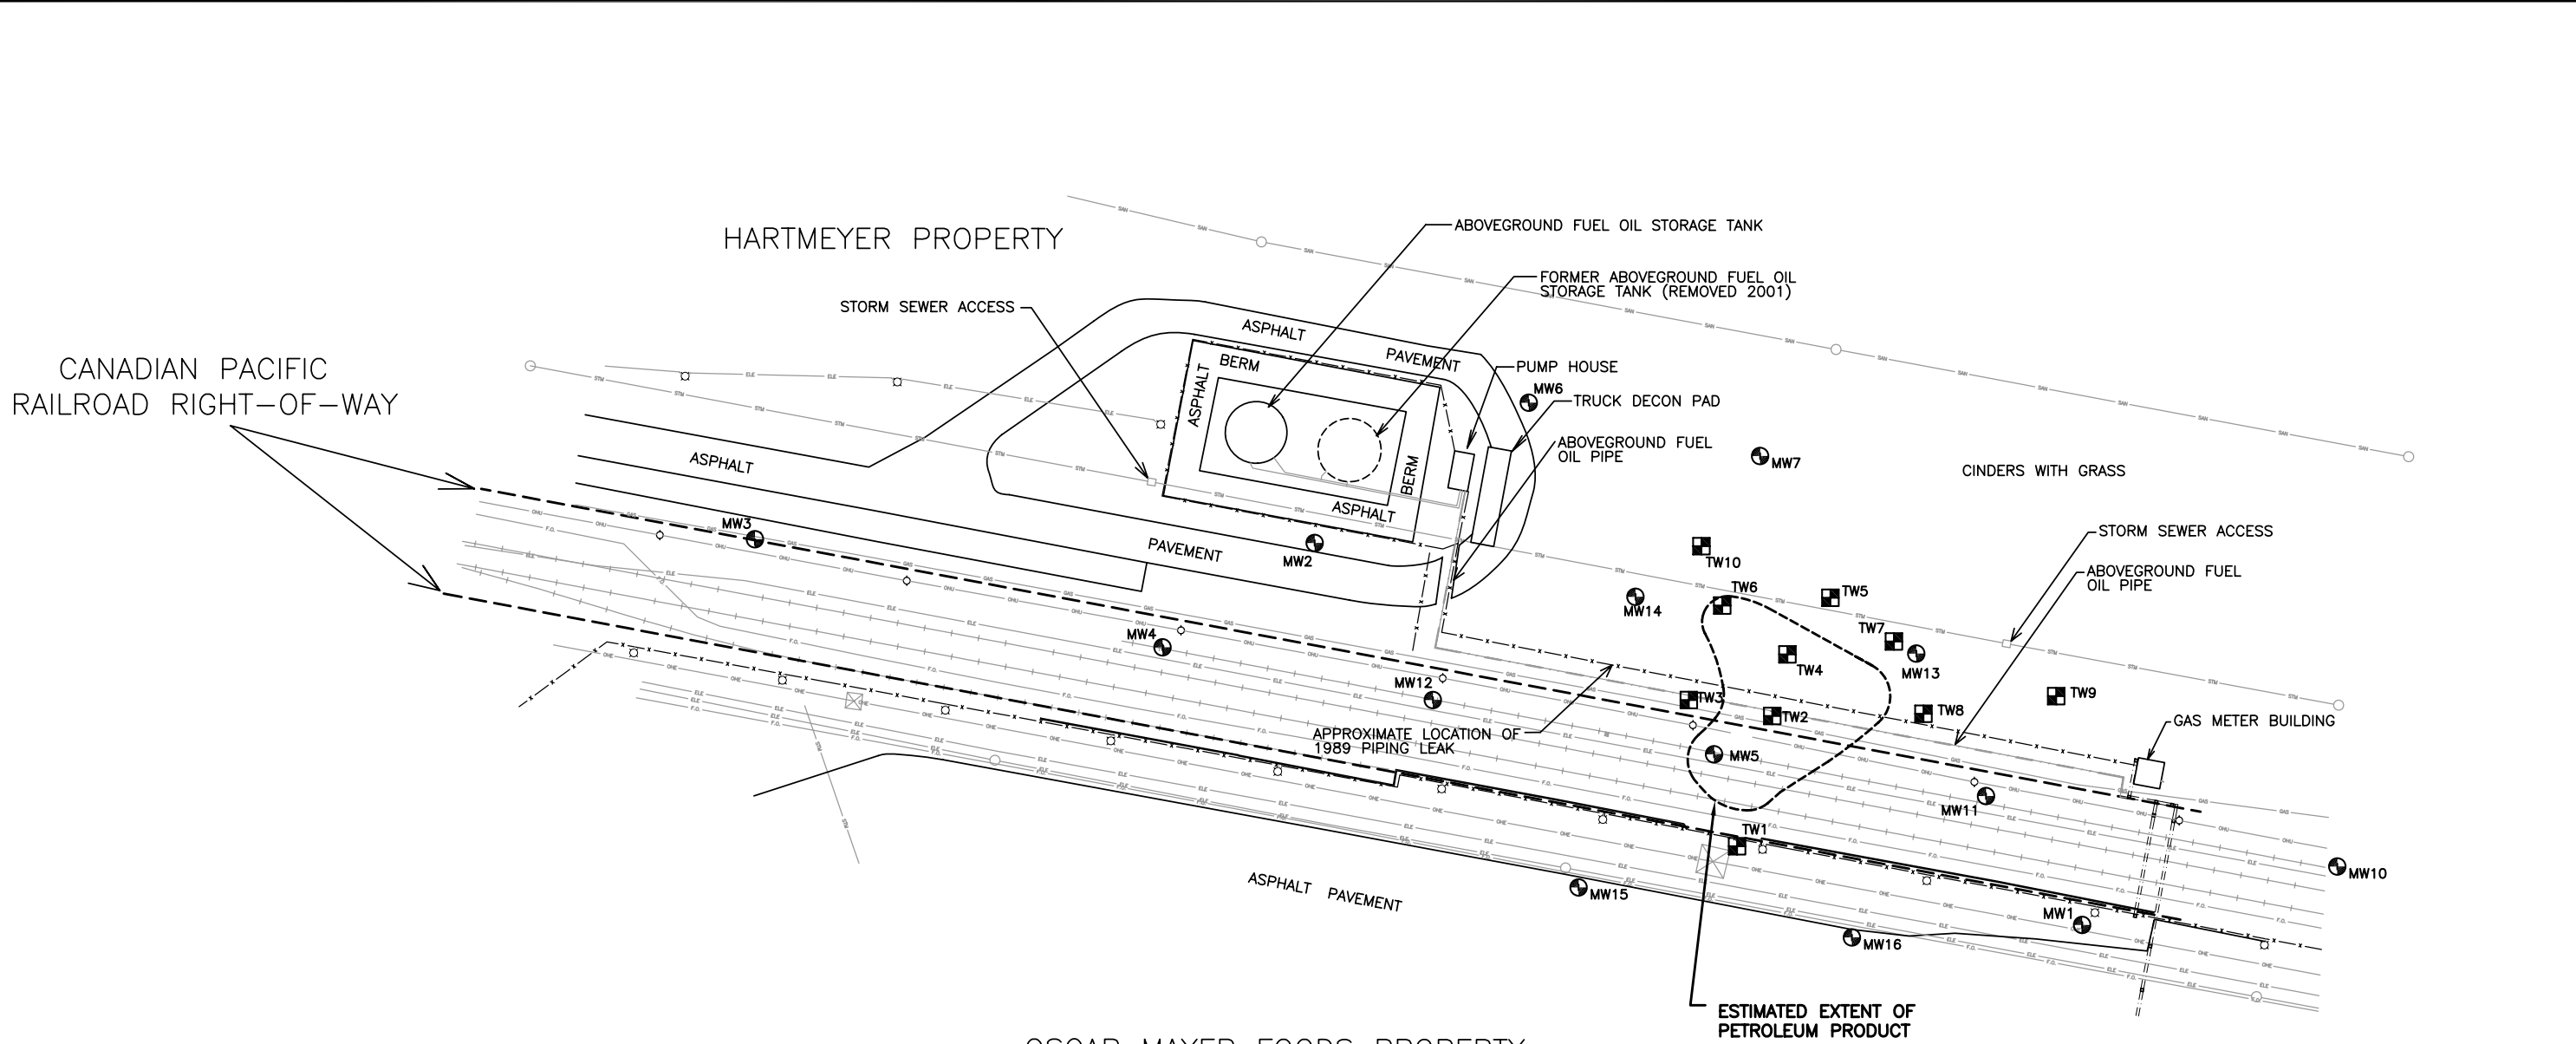 HARTMEYER PROPERTY
ABOVEGROUND FUEL OIL STORAGE TANK
FORMER ABOVEGROUND FUEL OIL
STORAGE TANK (REMOVED 2001)
STORM SEWER ACCESS
CANADIAN PACIFIC
RAILROAD RIGHT-OF-WAY
ASPHALT
PAVEMENT
BERM
ASPHALT
BERM
ASPHALT
PUMP HOUSE
MW6
TRUCK DECON PAD
ABOVEGROUND FUEL
OIL PIPE
MW7
CINDERS WITH GRASS
ASPHALT
PAVEMENT
MW3
MW2
STORM SEWER ACCESS
ABOVEGROUND FUEL
OIL PIPE
TW10
TW6
TW5
MW14
TW7
MW13
TW4
MW4
MW12
TW3
TW2
TW8
TW9
GAS METER BUILDING
APPROXIMATE LOCATION OF
1989 PIPING LEAK
MW5
MW11
TW1
MW10
MW15
MW1
MW16
ASPHALT PAVEMENT
ESTIMATED EXTENT OF
PETROLEUM PRODUCT
OSCAR MAYER FOODS PROPERTY